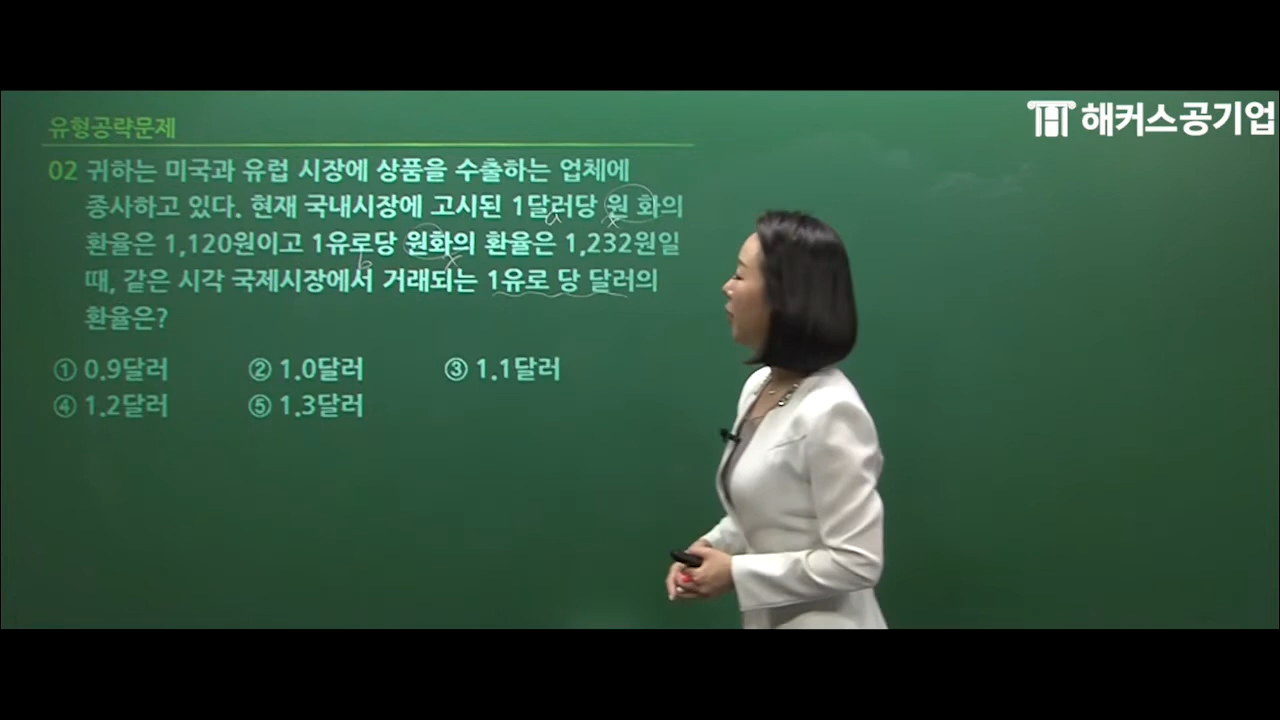 해커스공기업
유형공략문제
02 귀하는 미국과 유럽 시장에 상품을 수출하는 업체에
종사하고 있다. 현재 국내시장에 고시된 1달러당 원 화의
환율은 1,120원이고 1유로당 원화의 환율은 1,232원일
때, 같은 시각 국제시장에서 거래되는 1유로 당 달러의
환율은?
① 0.9달러 ② 1.0달러 ③ 1.1달러
④ 1.2달러 ⑤ 1.3달러
a
x
b
x